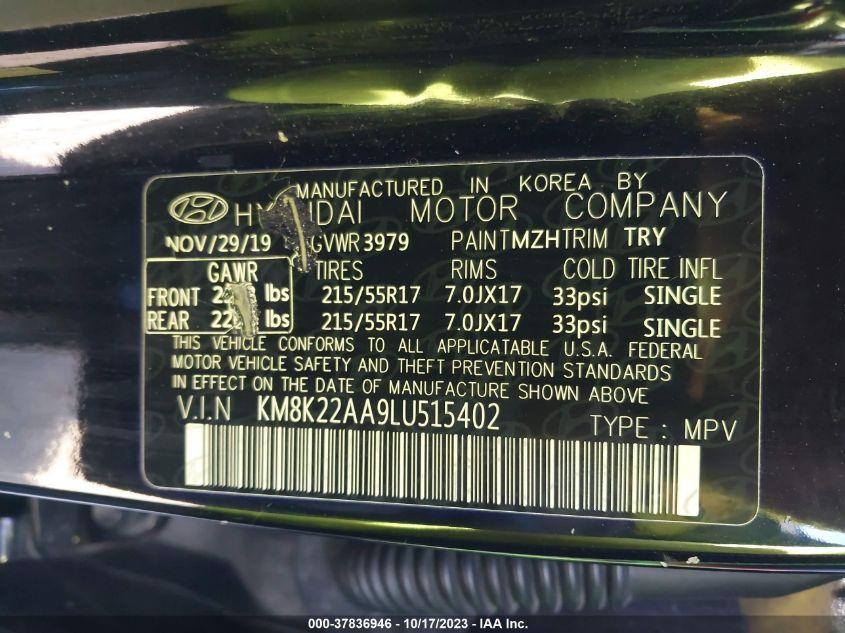 MANUFACTURED IN KOREA BY
MOTOR COMPANY
NOV/29/19 GVWR 3979 PAINT MZH TRIM TRY
GAWR TIRES RIMS COLD TIRE INFL
FRONT lbs 215/55R17 7.0JX17 33psi SINGLE
REAR lbs 215/55R17 7.0JX17 33psi SINGLE
THIS VEHICLE CONFORMS TO ALL APPLICATABLE U.S.A. FEDERAL
MOTOR VEHICLE SAFETY AND THEFT PREVENTION STANDARDS
IN EFFECT ON THE DATE OF MANUFACTURE SHOWN ABOVE
V.I.N KM8K22AA9LU515402
TYPE : MPV
000-37836946 - 10/17/2023 - IAA Inc.